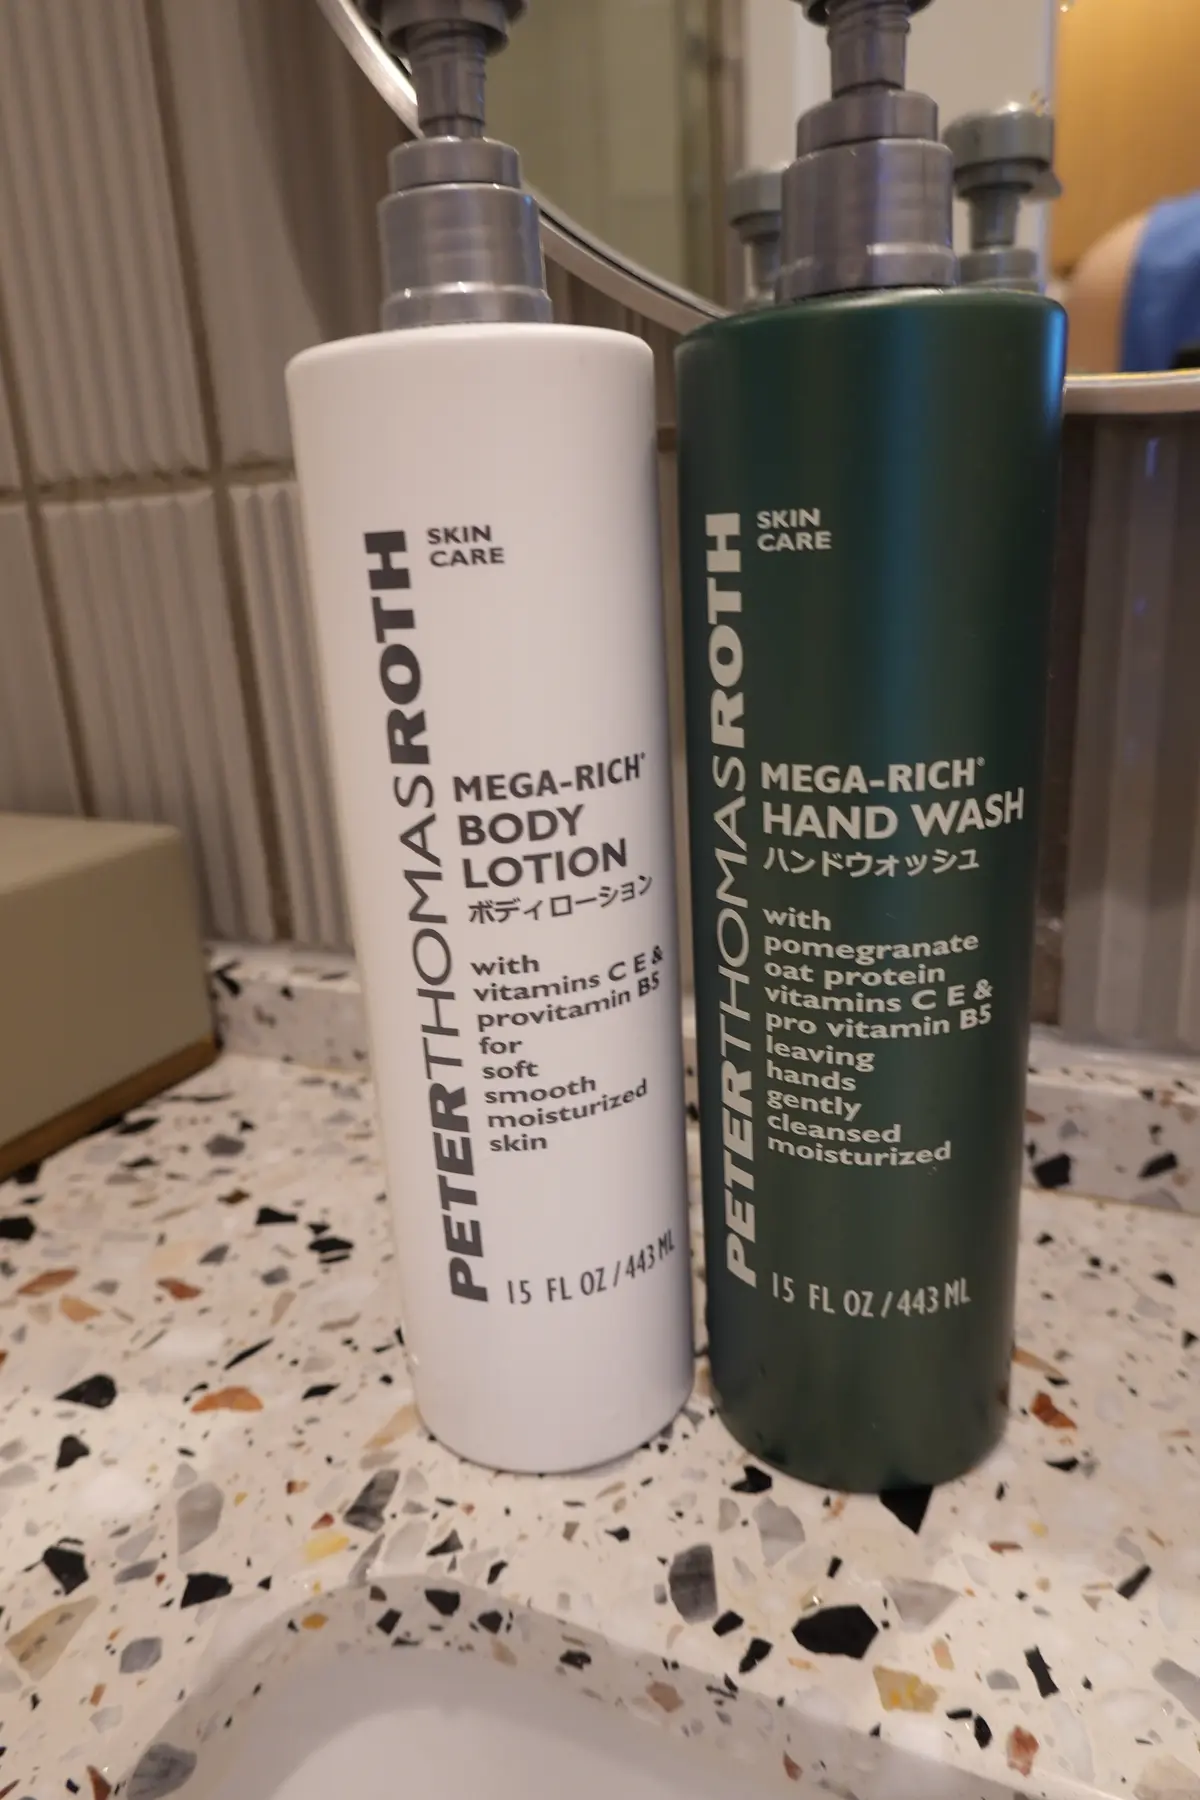 PETERTHOMASROTH
SKIN
CARE
MEGA-RICH®
BODY
LOTION
ボディローション
with
vitamins C E &
provitamin B5
for
soft
smooth
moisturized
skin
15 FL OZ / 443 ML
PETERTHOMASROTH
SKIN
CARE
MEGA-RICH®
HAND WASH
ハンドウォッシュ
with
pomegranate
oat protein
vitamins C E &
pro vitamin B5
leaving
hands
gently
cleansed
moisturized
15 FL OZ / 443 ML